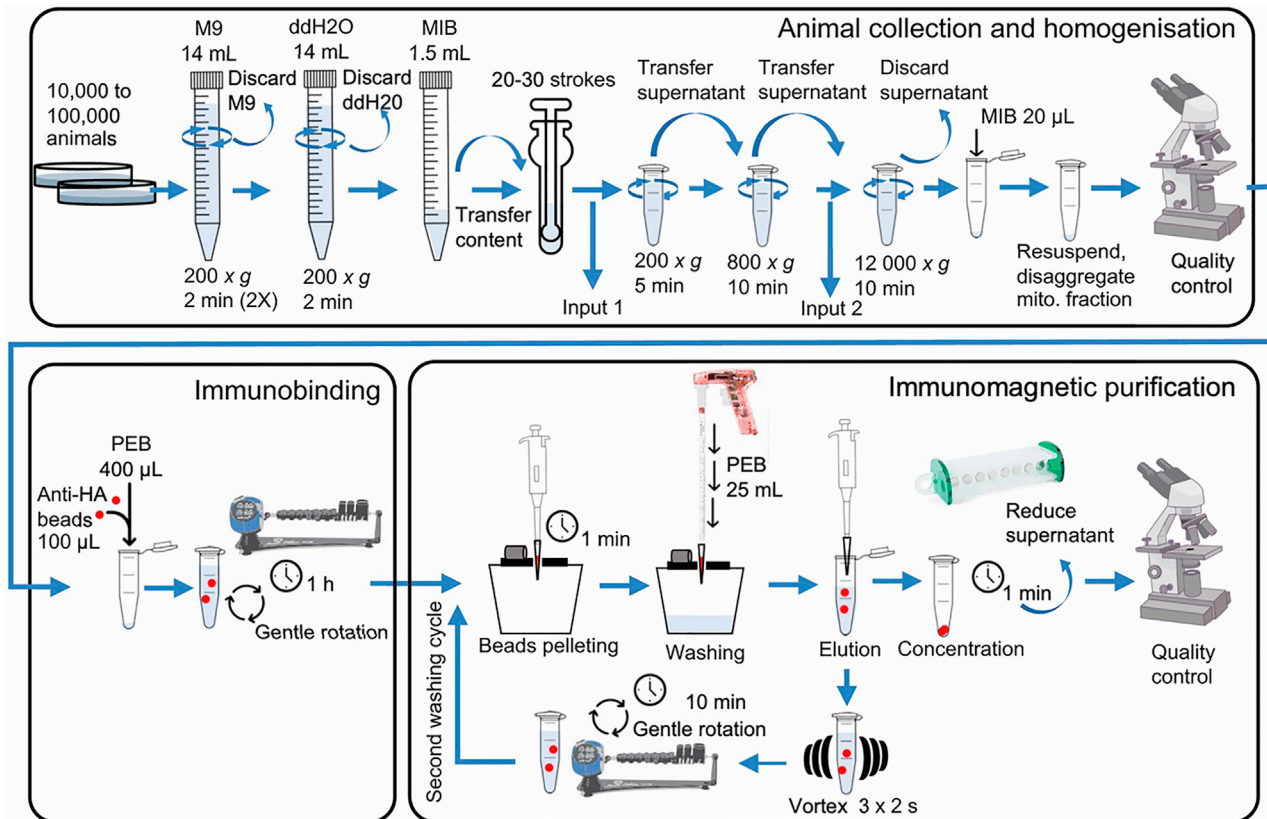 Animal collection and homogenisation
M9
14 mL
ddH2O
14 mL
MIB
1.5 mL
Discard
M9
Discard
ddH20
10,000 to
100,000
animals
20-30 strokes
Transfer
supernatant
Transfer
supernatant
Discard
supernatant
MIB 20 µL
Transfer
content
200 x g
2 min (2X)
200 x g
2 min
Input 1
200 x g
5 min
800 x g
10 min
Input 2
12 000 x g
10 min
Resuspend,
disaggregate
mito. fraction
Quality
control
Immunobinding
PEB
400 µL
Anti-HA
beads
100 µL
1 h
Gentle rotation
Immunomagnetic purification
1 min
PEB
25 mL
Reduce
supernatant
1 min
Beads pelleting
Washing
Elution
Concentration
Quality
control
Second washing cycle
10 min
Gentle rotation
Vortex 3 x 2 s